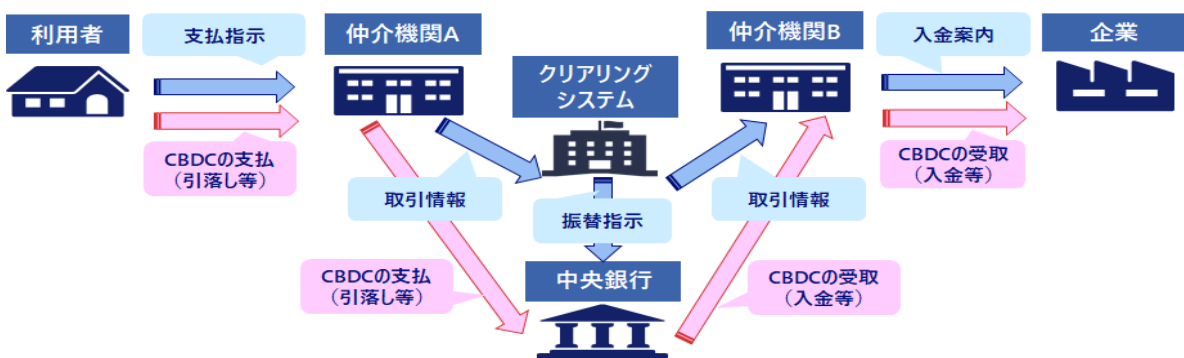 利用者
支払指示
仲介機関A
仲介機関B
入金案内
企業
クリアリング
システム
CBDCの支払
（引落し等）
取引情報
振替指示
取引情報
CBDCの受取
（入金等）
CBDCの支払
（引落し等）
中央銀行
CBDCの受取
（入金等）